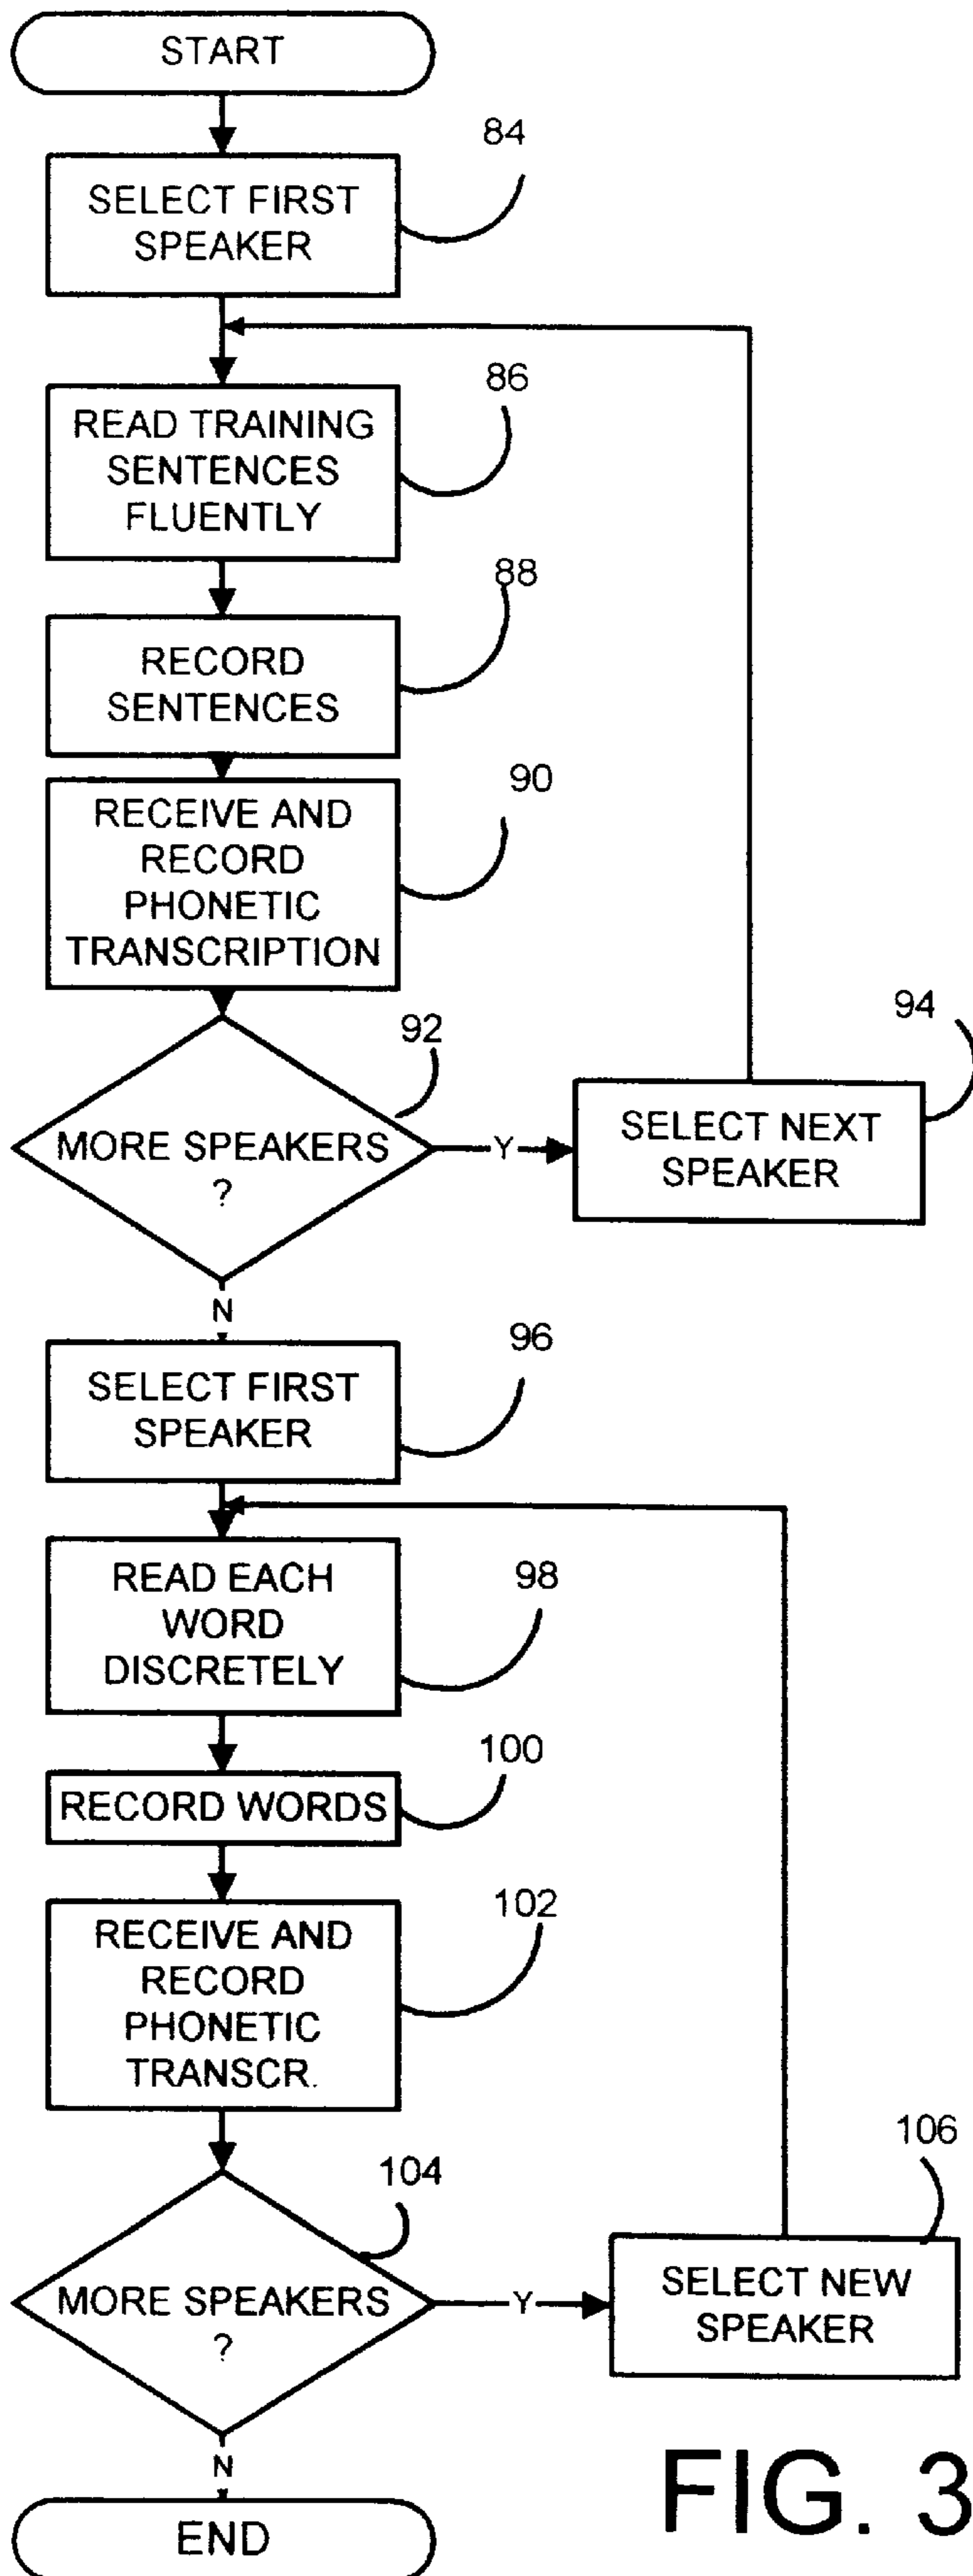 START
84
SELECT FIRST
SPEAKER
86
READ TRAINING
SENTENCES
FLUENTLY
88
RECORD
SENTENCES
90
RECEIVE AND
RECORD
PHONETIC
TRANSCRIPTION
92
MORE SPEAKERS
?
Y
94
SELECT NEXT
SPEAKER
N
96
SELECT FIRST
SPEAKER
98
READ EACH
WORD
DISCRETELY
100
RECORD WORDS
102
RECEIVE AND
RECORD
PHONETIC
TRANSCR.
104
MORE SPEAKERS
?
Y
106
SELECT NEW
SPEAKER
N
END
FIG. 3